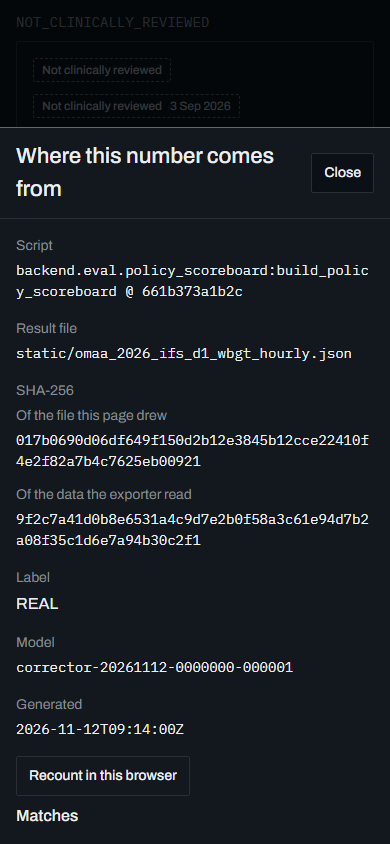 NOT_CLINICALLY_REVIEWED
Not clinically reviewed
Not clinically reviewed 3 Sep 2026
Where this number comes
from
Close
Script
backend.eval.policy_scoreboard:build_polic
y_scoreboard @ 661b373a1b2c
Result file
static/omaa_2026_ifs_d1_wbgt_hourly.json
SHA-256
Of the file this page drew
017b0690d06df649f150d2b12e3845b12cce22410f
4e2f82a7b4c7625eb00921
Of the data the exporter read
9f2c7a41d0b8e6531a4c9d7e2b0f58a3c61e94d7b2
a08f35c1d6e7a94b30c2f1
Label
REAL
Model
corrector-20261112-0000000-000001
Generated
2026-11-12T09:14:00Z
Recount in this browser
Matches